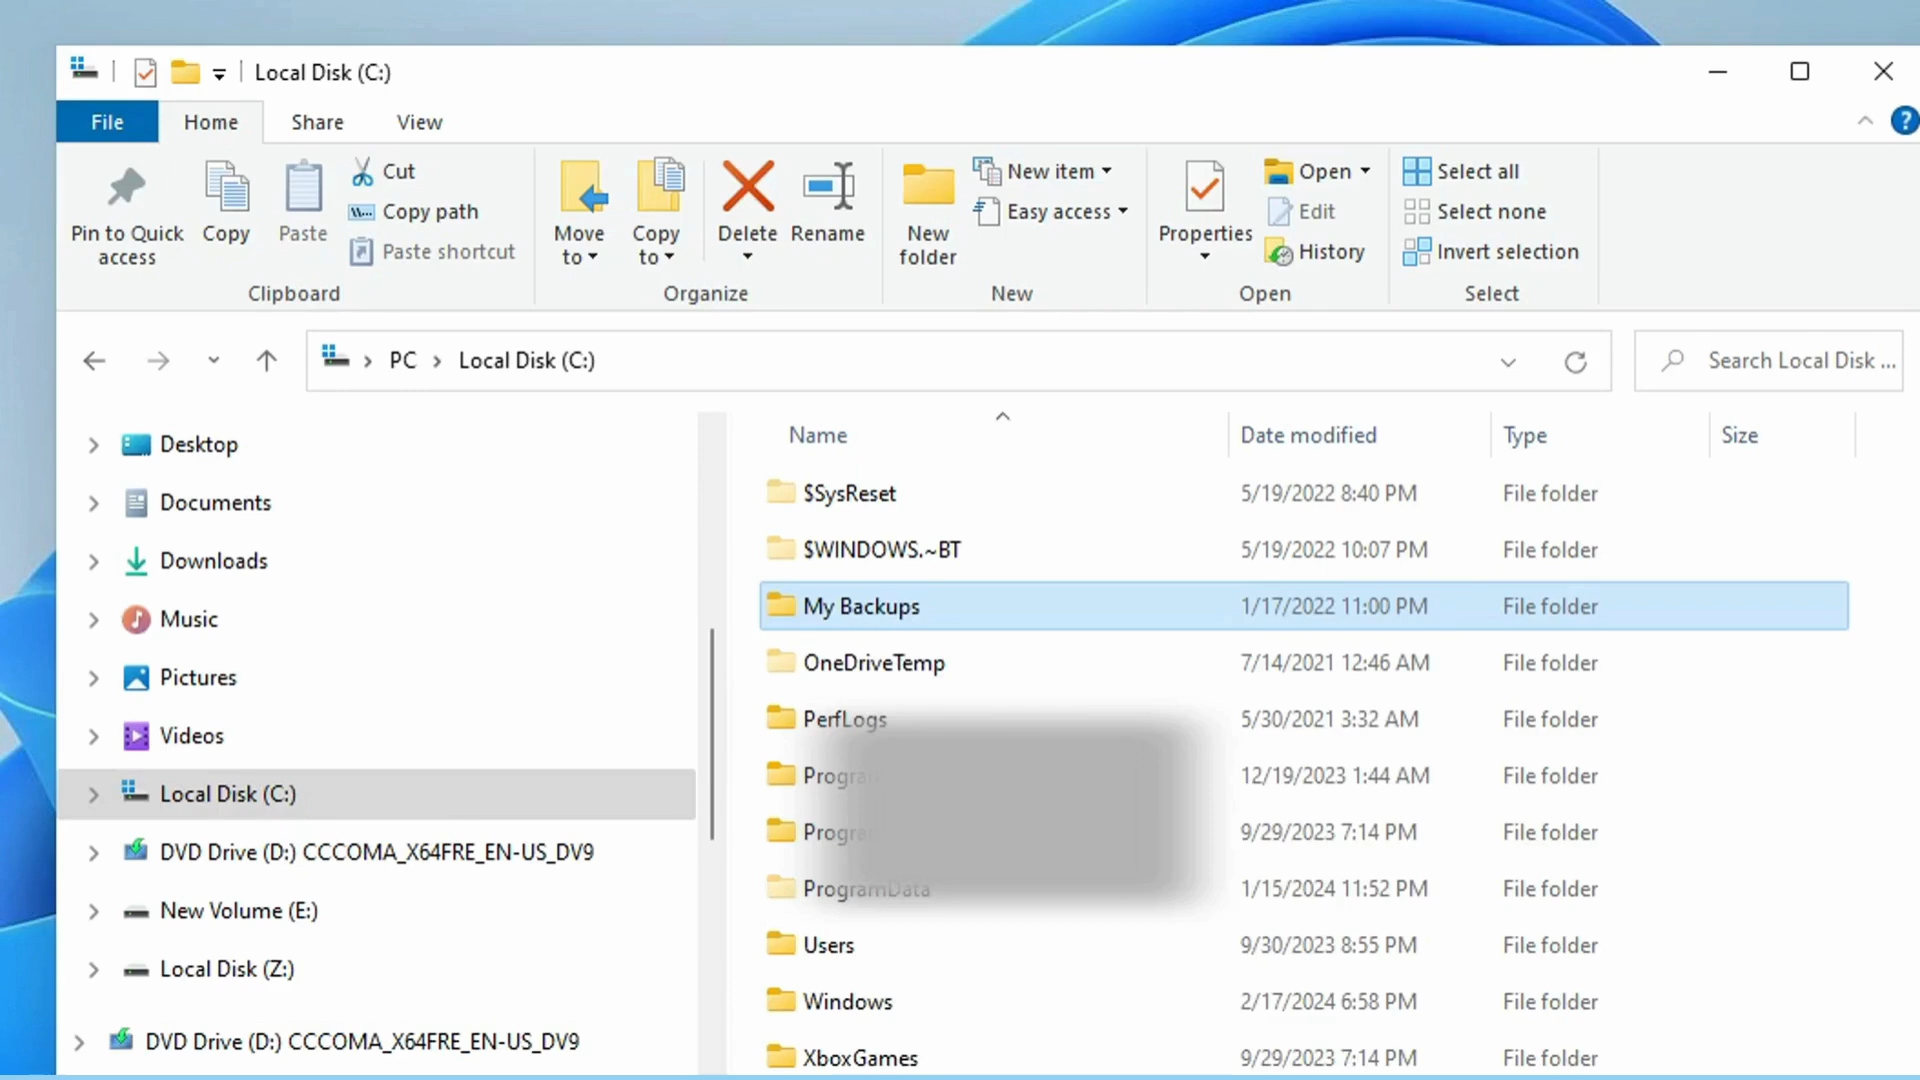 Local Disk (C:)
File Home Share View
?
Pin to Quick access
Copy
Paste
Cut
Copy path
Paste shortcut
Clipboard
Move to
Copy to
Delete
Rename
Organize
New folder
New item
Easy access
New
Properties
Open
Edit
History
Open
Select all
Select none
Invert selection
Select
PC Local Disk (C:)
Search Local Disk ...
Desktop
Documents
Downloads
Music
Pictures
Videos
Local Disk (C:)
DVD Drive (D:) CCCOMA_X64FRE_EN-US_DV9
New Volume (E:)
Local Disk (Z:)
DVD Drive (D:) CCCOMA_X64FRE_EN-US_DV9
Name Date modified Type Size
$SysReset 5/19/2022 8:40 PM File folder
$WINDOWS.~BT 5/19/2022 10:07 PM File folder
My Backups 1/17/2022 11:00 PM File folder
OneDriveTemp 7/14/2021 12:46 AM File folder
PerfLogs 5/30/2021 3:32 AM File folder
12/19/2023 1:44 AM File folder
9/29/2023 7:14 PM File folder
ProgramData 1/15/2024 11:52 PM File folder
Users 9/30/2023 8:55 PM File folder
Windows 2/17/2024 6:58 PM File folder
XboxGames 9/29/2023 7:14 PM File folder